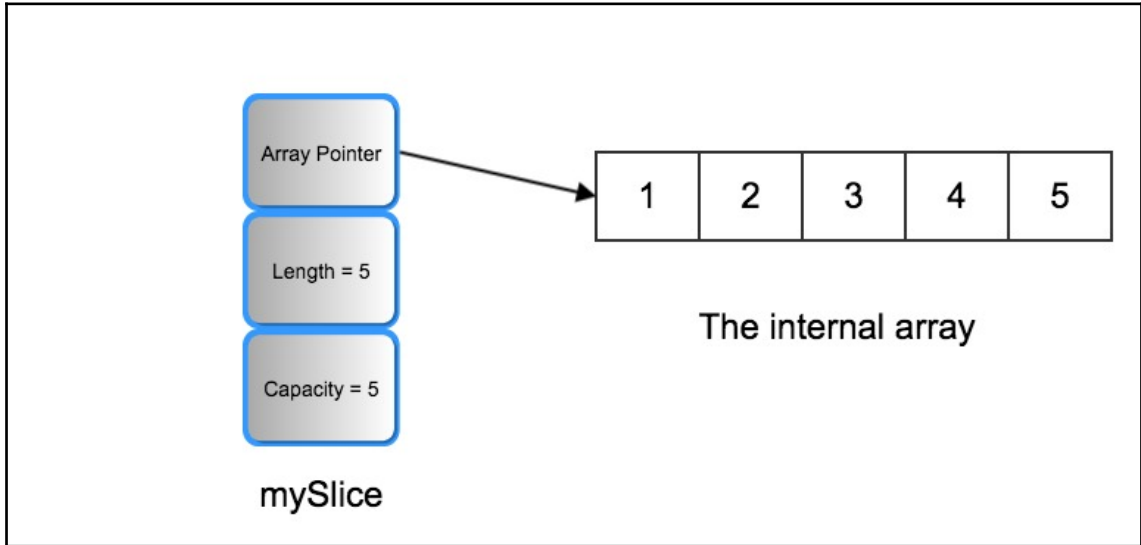 Array Pointer
1 2 3 4 5
Length = 5
The internal array
Capacity = 5
mySlice